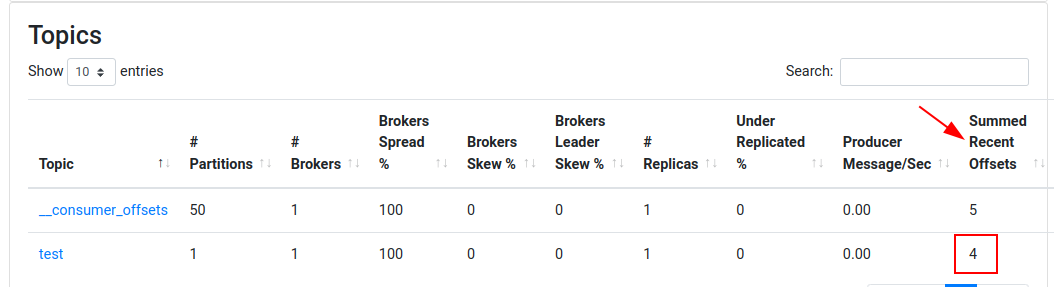 Topics
Show 10 entries
Search:
Topic
# Partitions
# Brokers
Brokers Spread %
Brokers Skew %
Brokers Leader Skew %
# Replicas
Under Replicated %
Producer Message/Sec
Summed Recent Offsets
__consumer_offsets 50 1 100 0 0 1 0 0.00 5
test 1 1 100 0 0 1 0 0.00 4